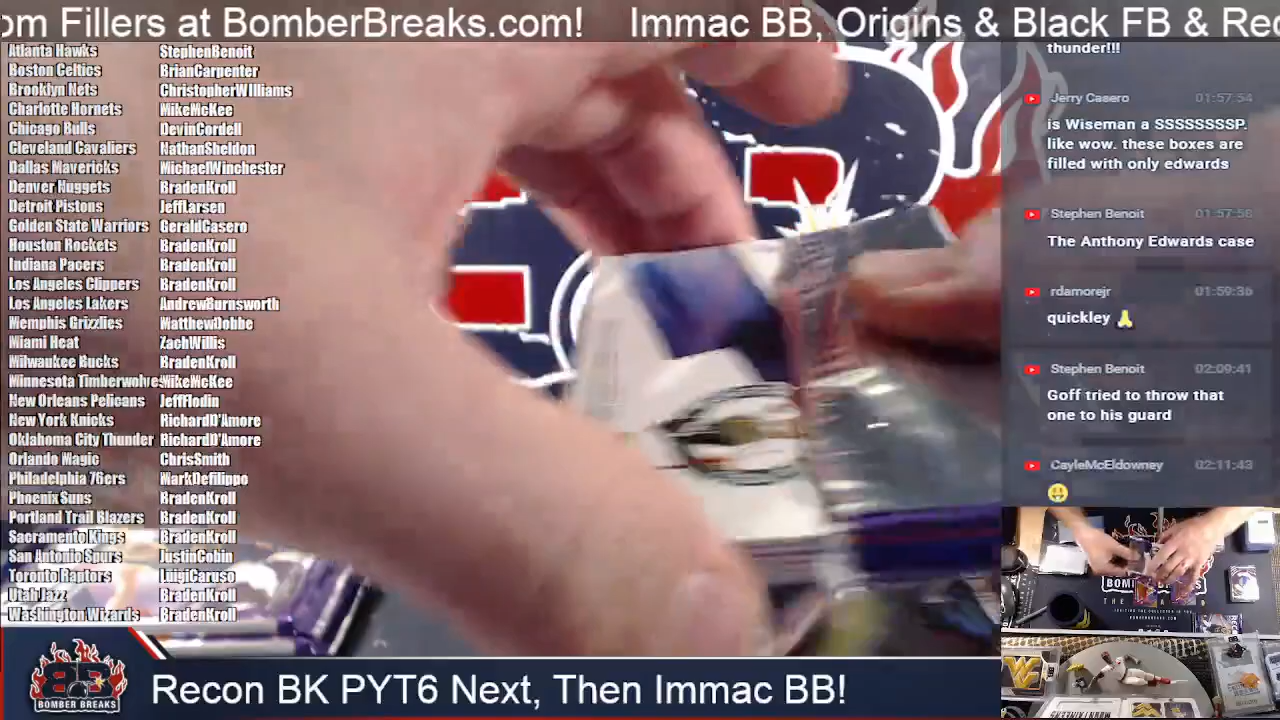 om Fillers at BomberBreaks.com! Immac BB, Origins & Black FB & Rec
Atlanta Hawks StephenBenoit
Boston Celtics BrianCarpenter
Brooklyn Nets ChristopherWIlliams
Charlotte Hornets MikeMcKee
Chicago Bulls DevinCordell
Cleveland Cavaliers NathanSheldon
Dallas Mavericks MichaelWinchester
Denver Nuggets BradenKroll
Detroit Pistons JeffLarsen
Golden State Warriors GeraldCasero
Houston Rockets BradenKroll
Indiana Pacers BradenKroll
Los Angeles Clippers BradenKroll
Los Angeles Lakers AndrewBurnsworth
Memphis Grizzlies MatthewDobbe
Miami Heat ZachWillis
Milwaukee Bucks BradenKroll
Minnesota Timberwolves MikeMcKee
New Orleans Pelicans JeffModin
New York Knicks RichardD'Amore
Oklahoma City Thunder RichardD'Amore
Orlando Magic ChrisSmith
Philadelphia 76ers MarkDefilippo
Phoenix Suns BradenKroll
Portland Trail Blazers BradenKroll
Sacramento Kings BradenKroll
San Antonio Spurs JustinCobin
Toronto Raptors LuigiCaruso
Utah Jazz BradenKroll
Washington Wizards BradenKroll
thunder!!!
Jerry Casero 01:57:54
is Wiseman a SSSSSSSSP.
like wow. these boxes are
filled with only edwards
Stephen Benoit 01:57:58
The Anthony Edwards case
rdamorejr 01:59:36
quickley 🙏
Stephen Benoit 02:09:41
Goff tried to throw that
one to his guard
CayleMcEldowney 02:11:43
😃
BOMBER BREAKS
Recon BK PYT6 Next, Then Immac BB!